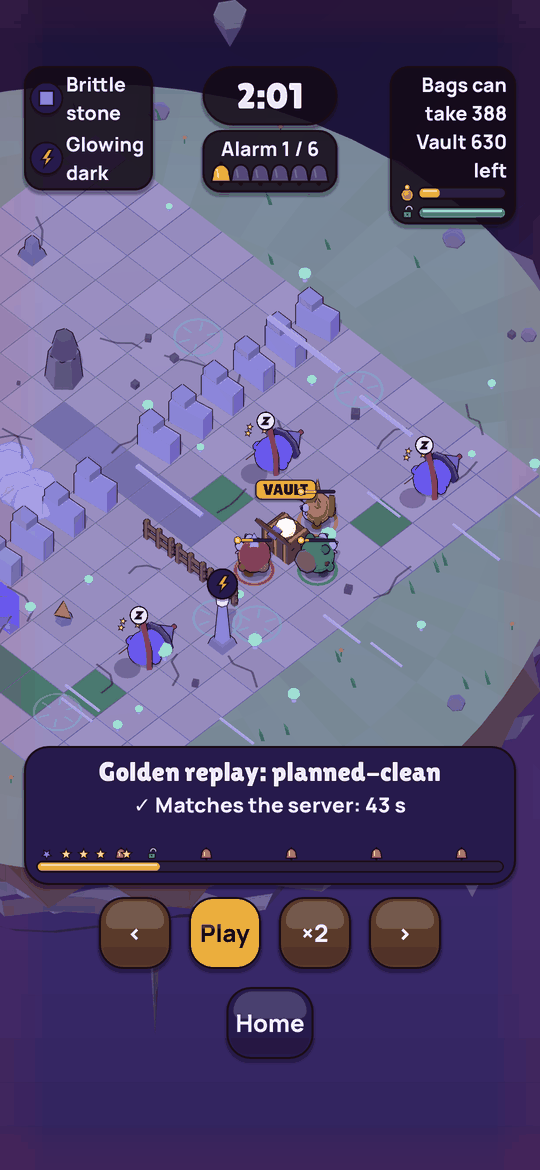 Brittle
stone
Glowing
dark
2:01
Alarm 1 / 6
Bags can
take 388
Vault 630
left
Z
Z
VAULT
Z
Golden replay: planned-clean
✓ Matches the server: 43 s
‹
Play
×2
›
Home